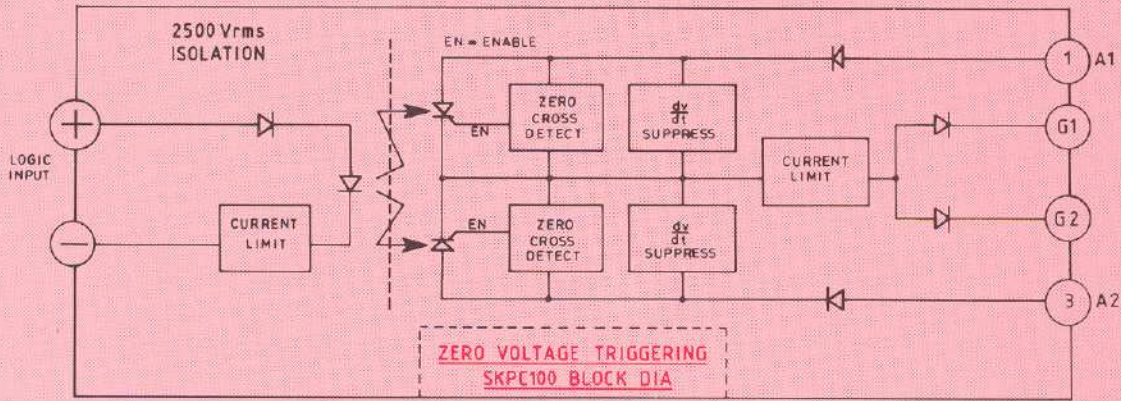 2500 Vrms
ISOLATION
EN = ENABLE
1
A1
ZERO
CROSS
DETECT
dv
dt
SUPPRESS
EN
+
G1
LOGIC
INPUT
CURRENT
LIMIT
CURRENT
LIMIT
EN
ZERO
CROSS
DETECT
dv
dt
SUPPRESS
G2
−
3
A2
ZERO VOLTAGE TRIGGERING
SKPC100 BLOCK DIA